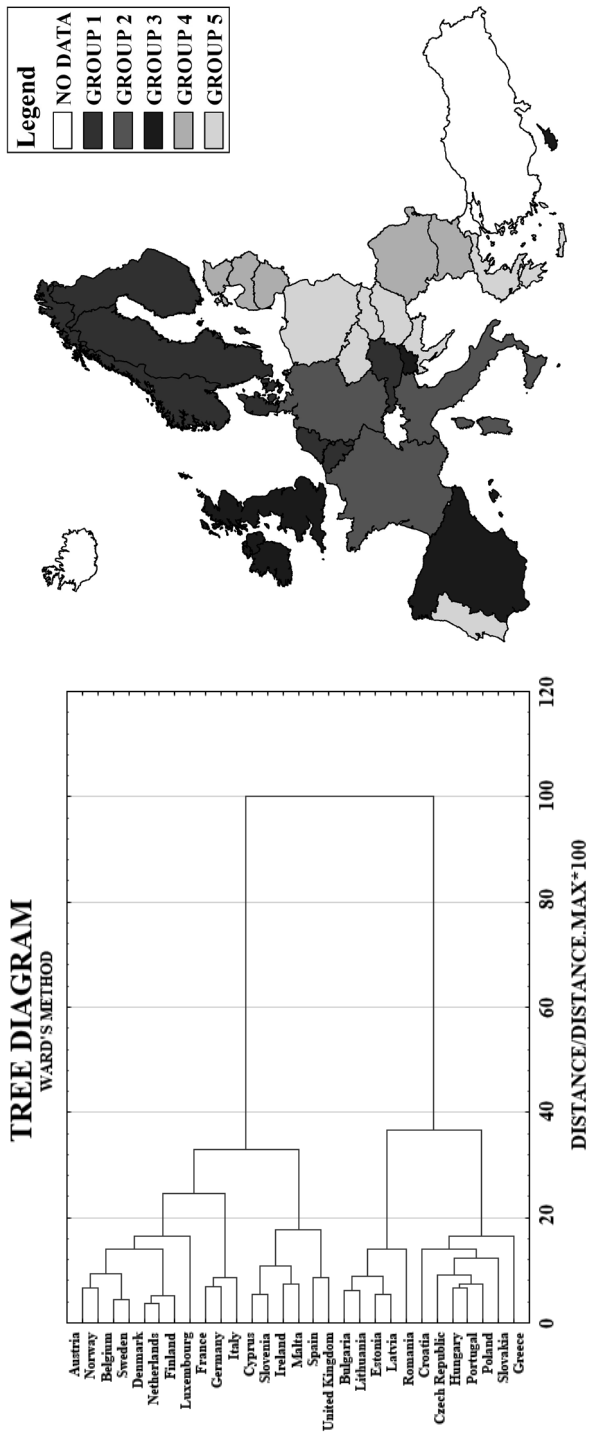 TREE DIAGRAM
WARD'S METHOD
Austria
Norway
Belgium
Sweden
Denmark
Netherlands
Finland
Luxembourg
France
Germany
Italy
Cyprus
Slovenia
Ireland
Malta
Spain
United Kingdom
Bulgaria
Lithuania
Estonia
Latvia
Romania
Croatia
Czech Republic
Hungary
Portugal
Poland
Slovakia
Greece
0 20 40 60 80 100 120
DISTANCE/DISTANCE.MAX*100
Legend
NO DATA
GROUP 1
GROUP 2
GROUP 3
GROUP 4
GROUP 5